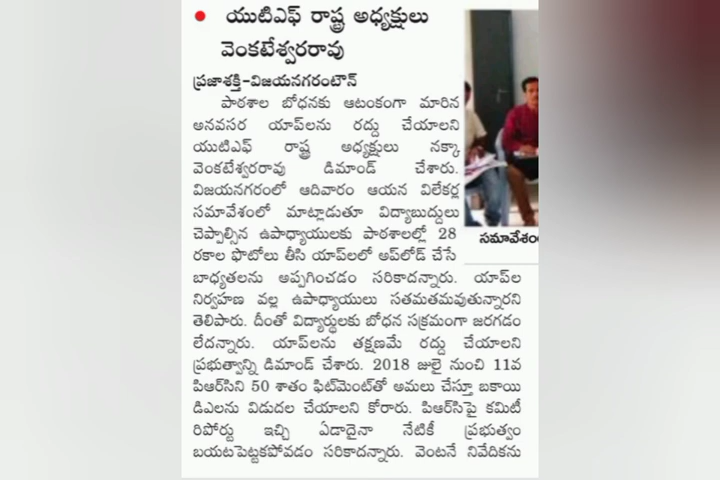 • యుటిఎఫ్ రాష్ట్ర అధ్యక్షులు
వెంకటేశ్వరరావు
ప్రజాశక్తి-విజయనగరంటౌన్
పాఠశాల బోధనకు ఆటంకంగా మారిన
అనవసర యాప్‌లను రద్దు చేయాలని
యుటిఎఫ్ రాష్ట్ర అధ్యక్షులు నక్కా
వెంకటేశ్వరరావు డిమాండ్ చేశారు.
విజయనగరంలో ఆదివారం ఆయన విలేకర్ల
సమావేశంలో మాట్లాడుతూ విద్యాబుద్దులు
చెప్పాల్సిన ఉపాధ్యాయులకు పాఠశాలల్లో 28
రకాల ఫొటోలు తీసి యాప్‌లలో అప్‌లోడ్ చేసే
బాధ్యతలను అప్పగించడం సరికాదన్నారు. యాప్‌ల
నిర్వహణ వల్ల ఉపాధ్యాయులు సతమతమవుతున్నారని
తెలిపారు. దీంతో విద్యార్థులకు బోధన సక్రమంగా జరగడం
లేదన్నారు. యాప్‌లను తక్షణమే రద్దు చేయాలని
ప్రభుత్వాన్ని డిమాండ్ చేశారు. 2018 జులై నుంచి 11వ
పిఆర్‌సిని 50 శాతం ఫిట్‌మెంట్‌తో అమలు చేస్తూ బకాయి
డిఎలను విడుదల చేయాలని కోరారు. పిఆర్‌సిపై కమిటీ
రిపోర్టు ఇచ్చి ఏడాదైనా నేటికీ ప్రభుత్వం
బయటపెట్టకపోవడం సరికాదన్నారు. వెంటనే నివేదికను
సమావేశం